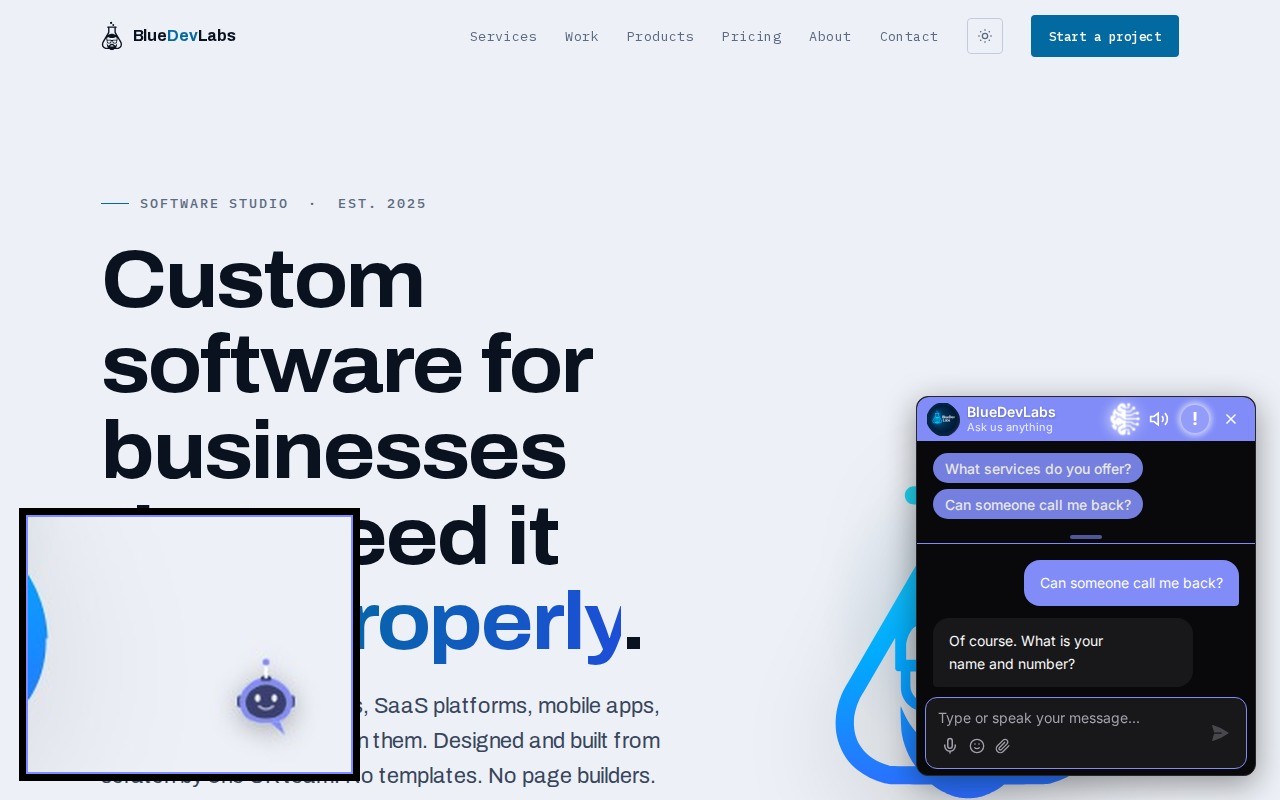 BlueDevLabs
Services
Work
Products
Pricing
About
Contact
Start a project
SOFTWARE STUDIO · EST. 2025
Custom
software for
businesses
eed it
roperly.
s, SaaS platforms, mobile apps,
n them. Designed and built from
o templates. No page builders.
BlueDevLabs
Ask us anything
What services do you offer?
Can someone call me back?
Can someone call me back?
Of course. What is your
name and number?
Type or speak your message...